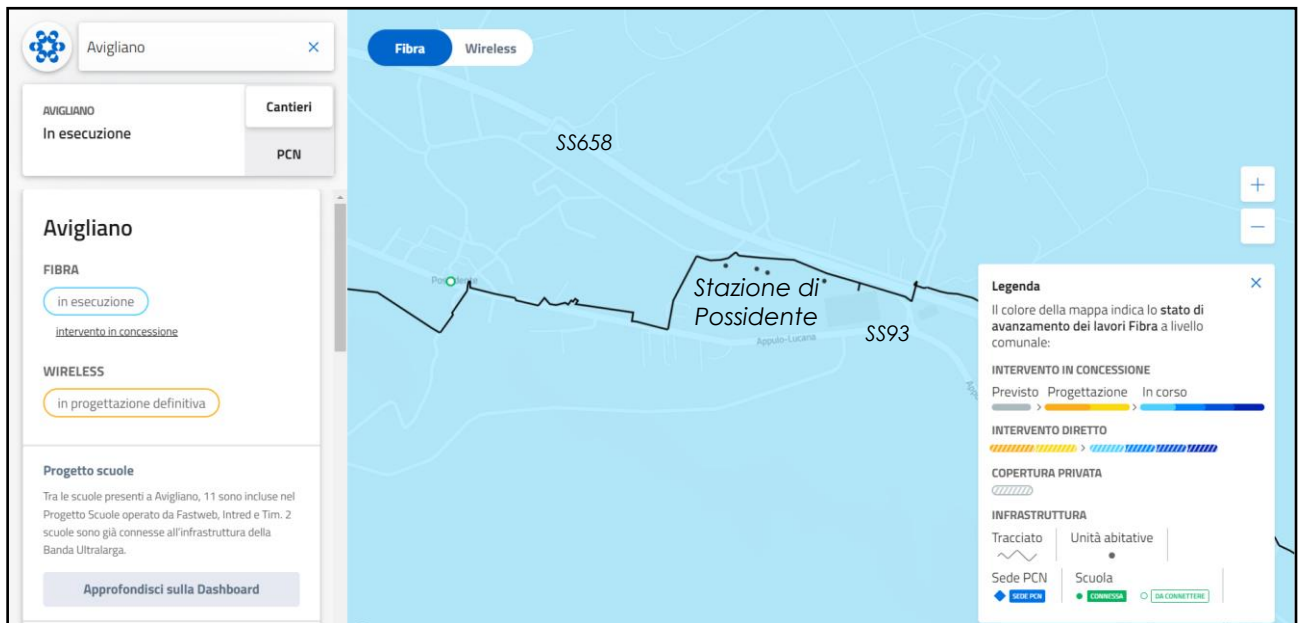 Avigliano
AVIGLIANO
In esecuzione
Cantieri
PCN
Avigliano
FIBRA
in esecuzione
intervento in concessione
WIRELESS
in progettazione definitiva
Progetto scuole
Tra le scuole presenti a Avigliano, 11 sono incluse nel
Progetto Scuole operato da Fastweb, Intred e Tim. 2
scuole sono già connesse all'infrastruttura della
Banda Ultralarga.
Approfondisci sulla Dashboard
Fibra Wireless
SS658
Stazione di
Possidente
SS93
Appulo-Lucana
Legenda
Il colore della mappa indica lo stato di
avanzamento dei lavori Fibra a livello
comunale:
INTERVENTO IN CONCESSIONE
Previsto Progettazione In corso
INTERVENTO DIRETTO
COPERTURA PRIVATA
INFRASTRUTTURA
Tracciato Unità abitative
Sede PCN Scuola
SEDE PCN CONNESSA DA CONNETTERE